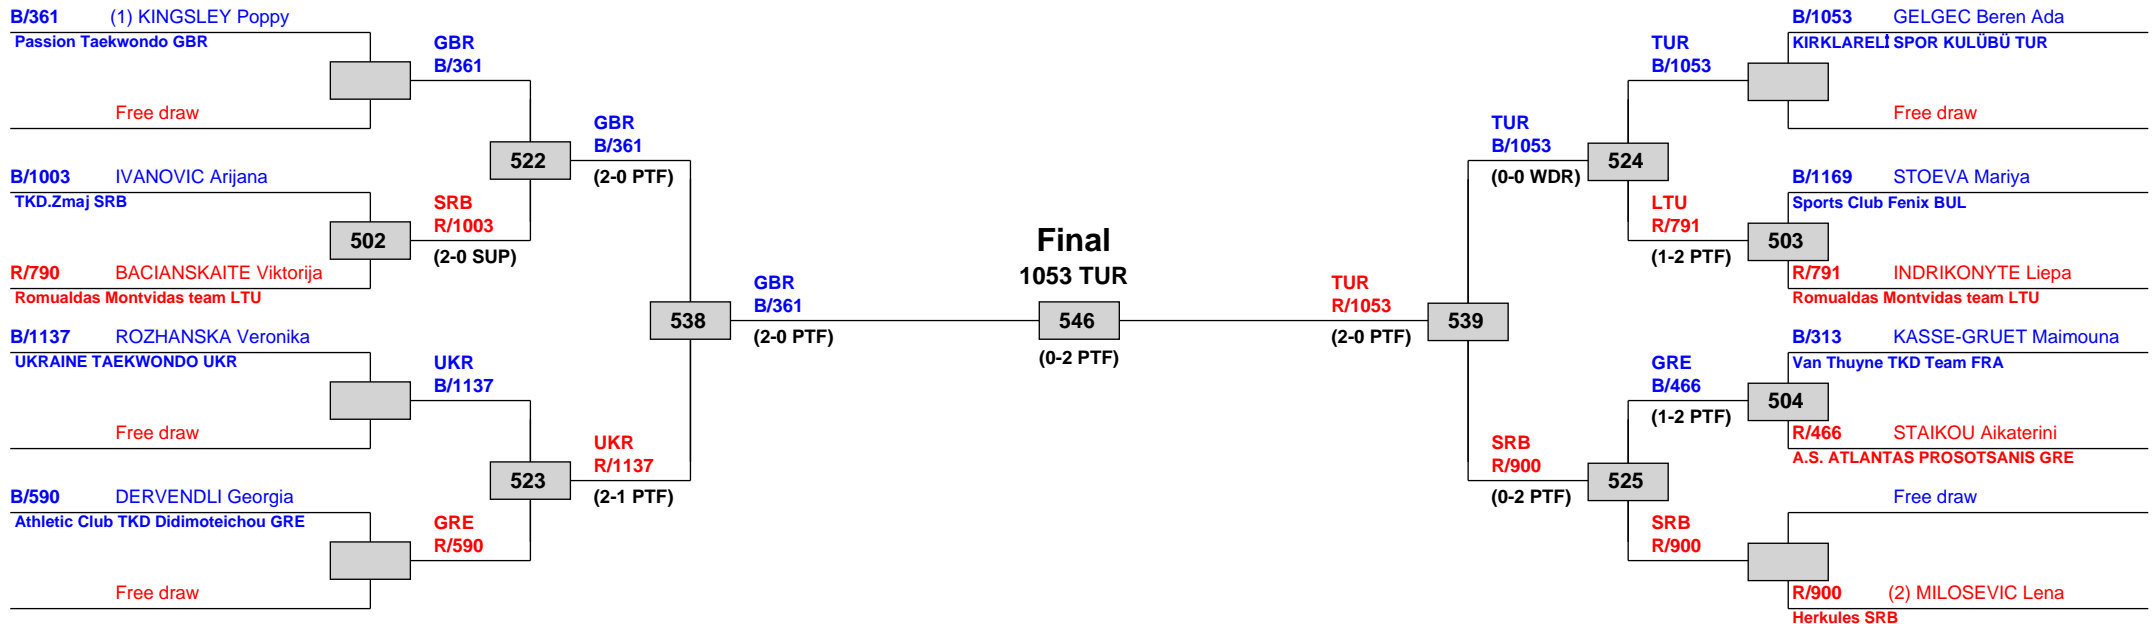 B/361 (1) KINGSLEY Poppy
Passion Taekwondo GBR
Free draw
B/1003 IVANOVIC Arijana
TKD.Zmaj SRB
502
R/790 BACIANSKAITE Viktorija
Romualdas Montvidas team LTU
B/1137 ROZHANSKA Veronika
UKRAINE TAEKWONDO UKR
Free draw
B/590 DERVENDLI Georgia
Athletic Club TKD Didimoteichou GRE
Free draw
GBR
B/361
522
SRB
R/1003
(2-0 SUP)
UKR
B/1137
523
GRE
R/590
GBR
B/361
(2-0 PTF)
538
UKR
R/1137
(2-1 PTF)
GBR
B/361
(2-0 PTF)
Final
1053 TUR
546
(0-2 PTF)
TUR
R/1053
(2-0 PTF)
539
TUR
B/1053
(0-0 WDR)
524
SRB
R/900
(0-2 PTF)
525
TUR
B/1053
LTU
R/791
(1-2 PTF)
GRE
B/466
(1-2 PTF)
SRB
R/900
B/1053 GELGEC Beren Ada
KIRKLARELİ SPOR KULÜBÜ TUR
Free draw
B/1169 STOEVA Mariya
Sports Club Fenix BUL
503
R/791 INDRIKONYTE Liepa
Romualdas Montvidas team LTU
B/313 KASSE-GRUET Maimouna
Van Thuyne TKD Team FRA
504
R/466 STAIKOU Aikaterini
A.S. ATLANTAS PROSOTSANIS GRE
Free draw
R/900 (2) MILOSEVIC Lena
Herkules SRB